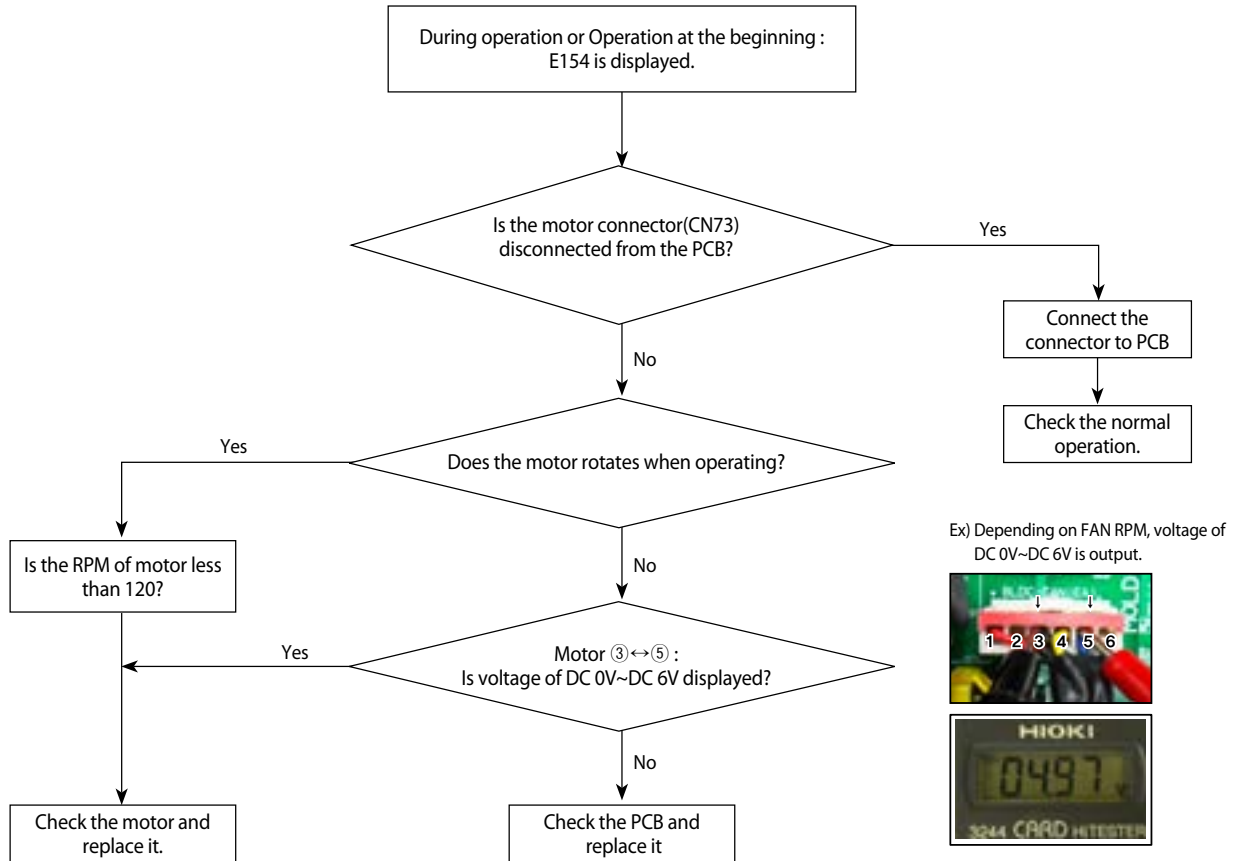 During operation or Operation at the beginning :
E154 is displayed.
Is the motor connector(CN73)
disconnected from the PCB?
Yes
Connect the
connector to PCB
Check the normal
operation.
No
Does the motor rotates when operating?
Yes
Is the RPM of motor less
than 120?
No
Motor ③↔⑤ :
Is voltage of DC 0V~DC 6V displayed?
Yes
No
Check the motor and
replace it.
Check the PCB and
replace it
Ex) Depending on FAN RPM, voltage of
DC 0V~DC 6V is output.
1 2 3 4 5 6
HIOKI
04.97 V
3244 CARD HiTESTER